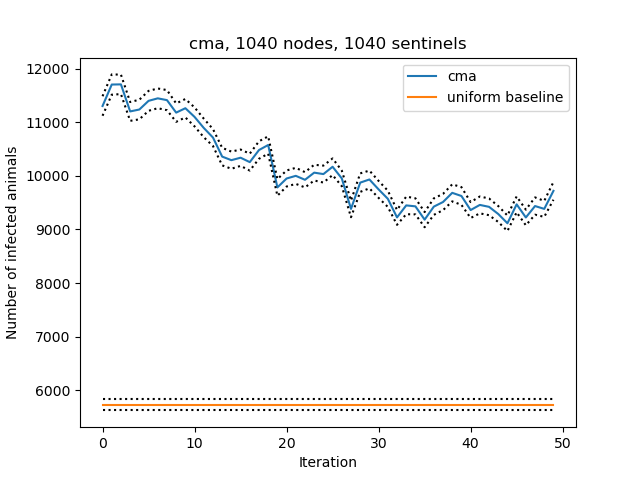 cma, 1040 nodes, 1040 sentinels
cma
uniform baseline
Number of infected animals
12000
11000
10000
9000
8000
7000
6000
0
10
20
30
40
50
Iteration